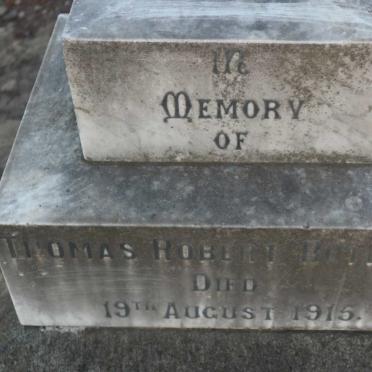 In
Memory
of
Thomas Robert
Died
19th August 1915.